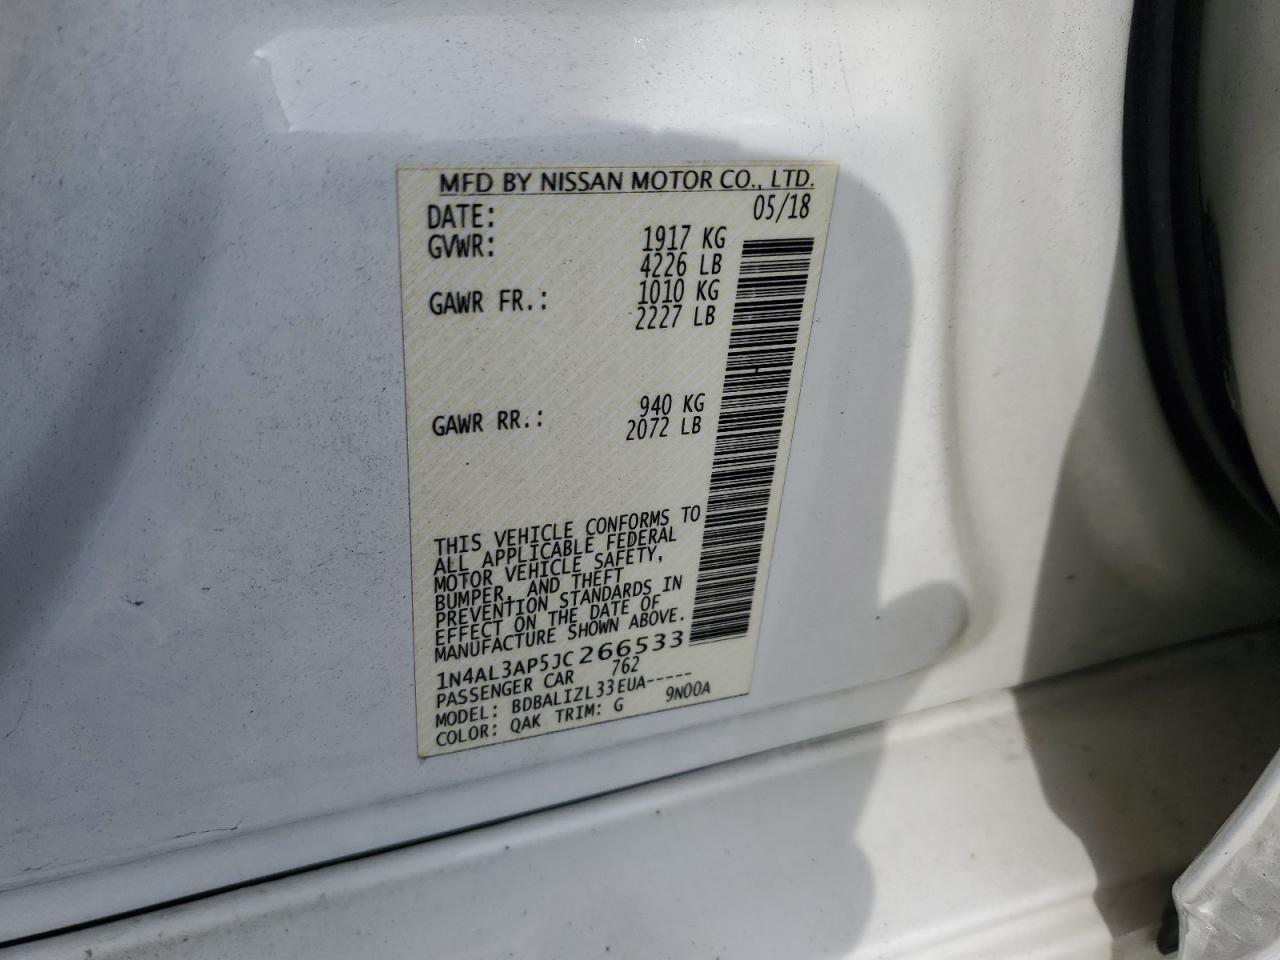 MFD BY NISSAN MOTOR CO., LTD.
DATE: 05/18
GVWR: 1917 KG
4226 LB
GAWR FR.: 1010 KG
2227 LB
GAWR RR.: 940 KG
2072 LB
THIS VEHICLE CONFORMS TO
ALL APPLICABLE FEDERAL
MOTOR VEHICLE SAFETY,
BUMPER, AND THEFT
PREVENTION STANDARDS IN
EFFECT ON THE DATE OF
MANUFACTURE SHOWN ABOVE.
1N4AL3AP5JC266533
PASSENGER CAR 762
MODEL: BDBALIZL33EUA-----
COLOR: QAK TRIM: G 9N00A